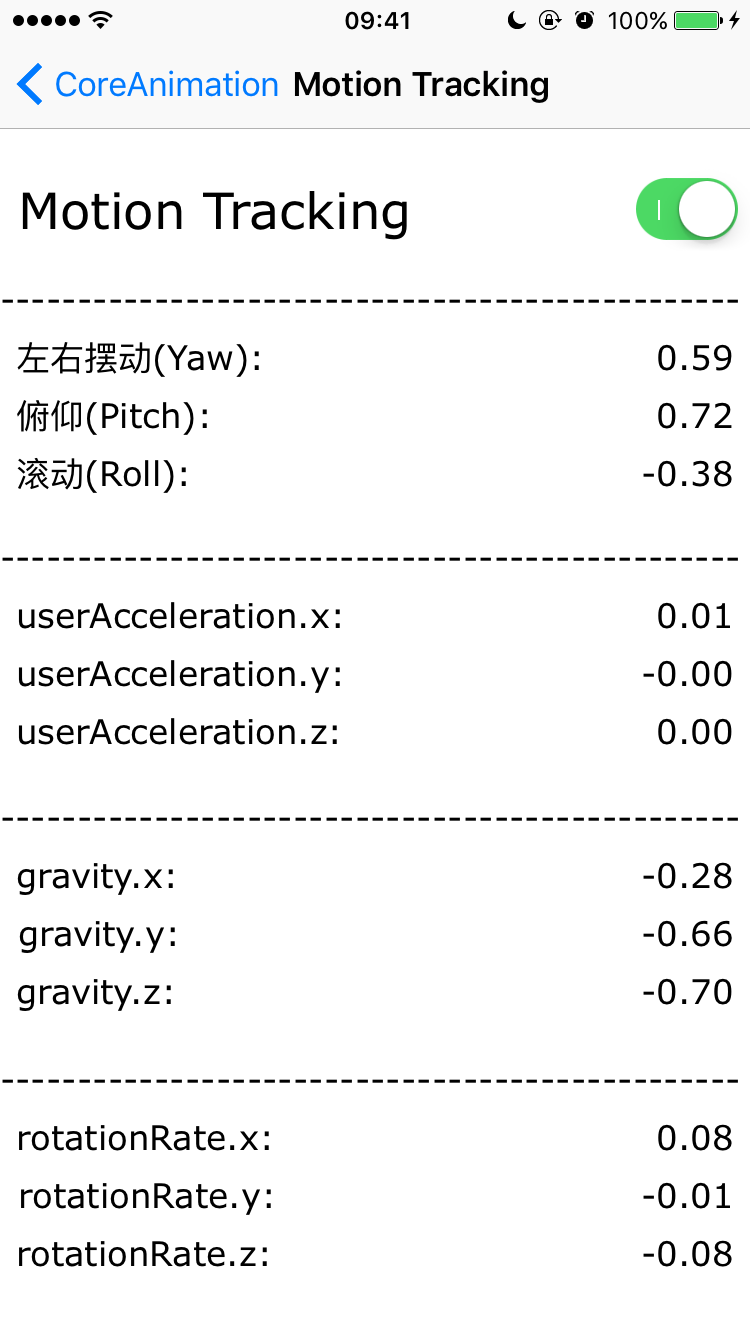 09:41 100%
CoreAnimation Motion Tracking
Motion Tracking
------------------------------------------------
左右摆动(Yaw): 0.59
俯仰(Pitch): 0.72
滚动(Roll): -0.38
------------------------------------------------
userAcceleration.x: 0.01
userAcceleration.y: -0.00
userAcceleration.z: 0.00
------------------------------------------------
gravity.x: -0.28
gravity.y: -0.66
gravity.z: -0.70
------------------------------------------------
rotationRate.x: 0.08
rotationRate.y: -0.01
rotationRate.z: -0.08